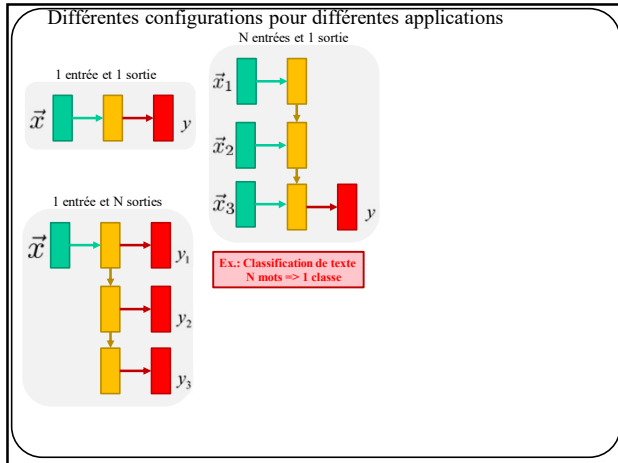 Différentes configurations pour différentes applications
1 entrée et 1 sortie
x⃗
y
N entrées et 1 sortie
x⃗1
x⃗2
x⃗3
y
Ex.: Classification de texte
N mots => 1 classe
1 entrée et N sorties
x⃗
y1
y2
y3